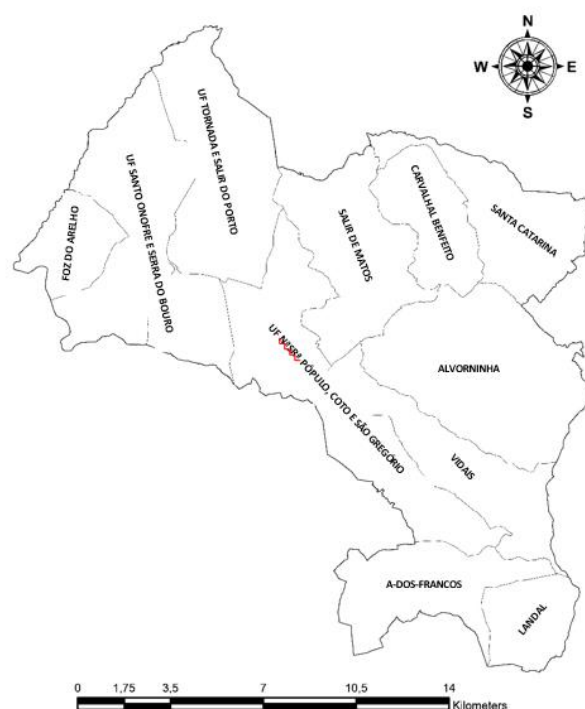 N
W E
S
UF TORNADA E SALIR DO PORTO
UF SANTO ONOFRE E SERRA DO BOURO
FOZ DO ARELHO
SALIR DE MATOS
CARVALHAL BENFEITO
SANTA CATARINA
UF NªSRª PÓPULO, COTO E SÃO GREGÓRIO
ALVORNINHA
VIDAIS
A-DOS-FRANCOS
LANDAL
0 1,75 3,5 7 10,5 14
Kilometers